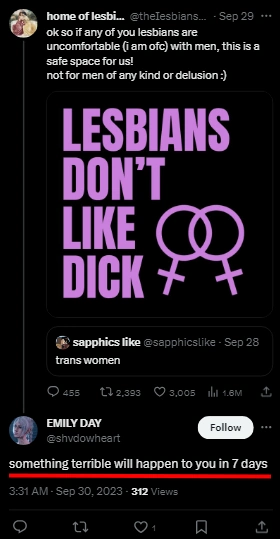 home of lesbi... @thelesbians... · Sep 29
ok so if any of you lesbians are
uncomfortable (i am ofc) with men, this is a
safe space for us!
not for men of any kind or delusion :)
LESBIANS
DON'T
LIKE
DICK
sapphics like @sapphicslike · Sep 28
trans women
455 2,393 3,005 1.6M
EMILY DAY
@shvdowheart
Follow
something terrible will happen to you in 7 days
3:31 AM · Sep 30, 2023 · 312 Views
1